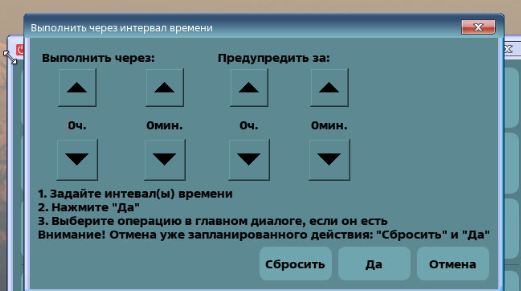 Выполнить через интервал времени
Выполнить через: Предупредить за:
0ч. 0мин. 0ч. 0мин.
1. Задайте интевал(ы) времени
2. Нажмите "Да"
3. Выберите операцию в главном диалоге, если он есть
Внимание! Отмена уже запланированного действия: "Сбросить" и "Да"
Сбросить Да Отмена